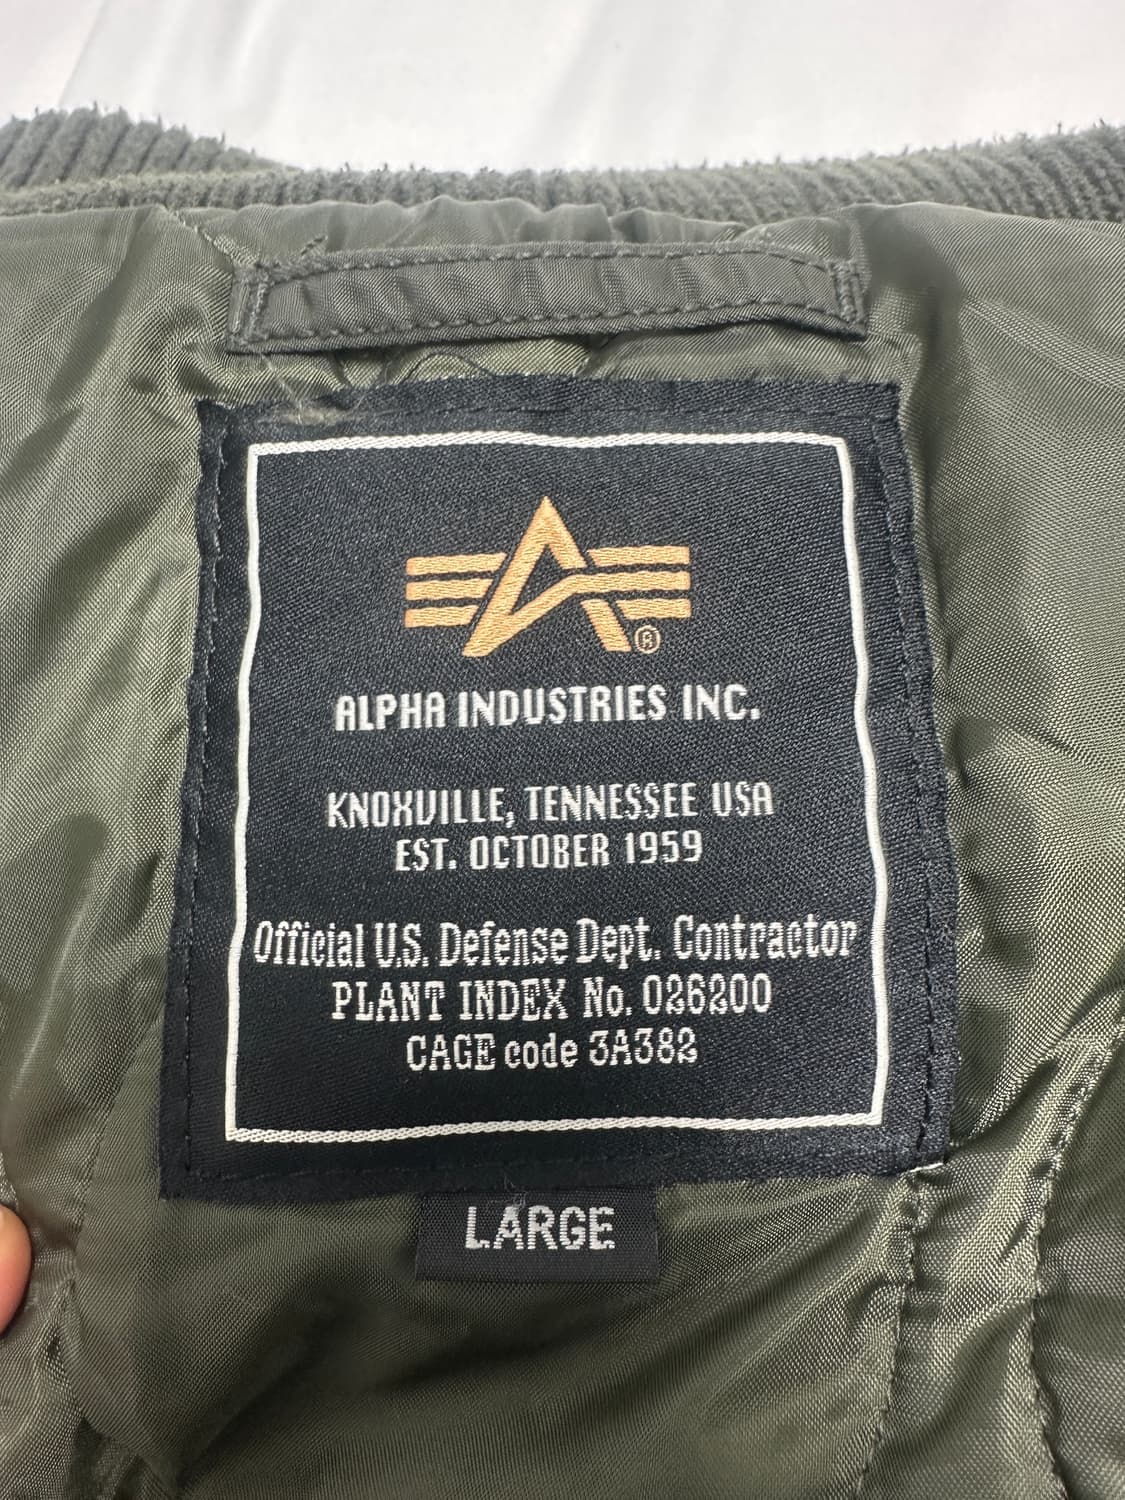 ®
ALPHA INDUSTRIES INC.
KNOXVILLE, TENNESSEE USA
EST. OCTOBER 1959
Official U.S. Defense Dept. Contractor
PLANT INDEX No. 026200
CAGE code 3A382
LARGE